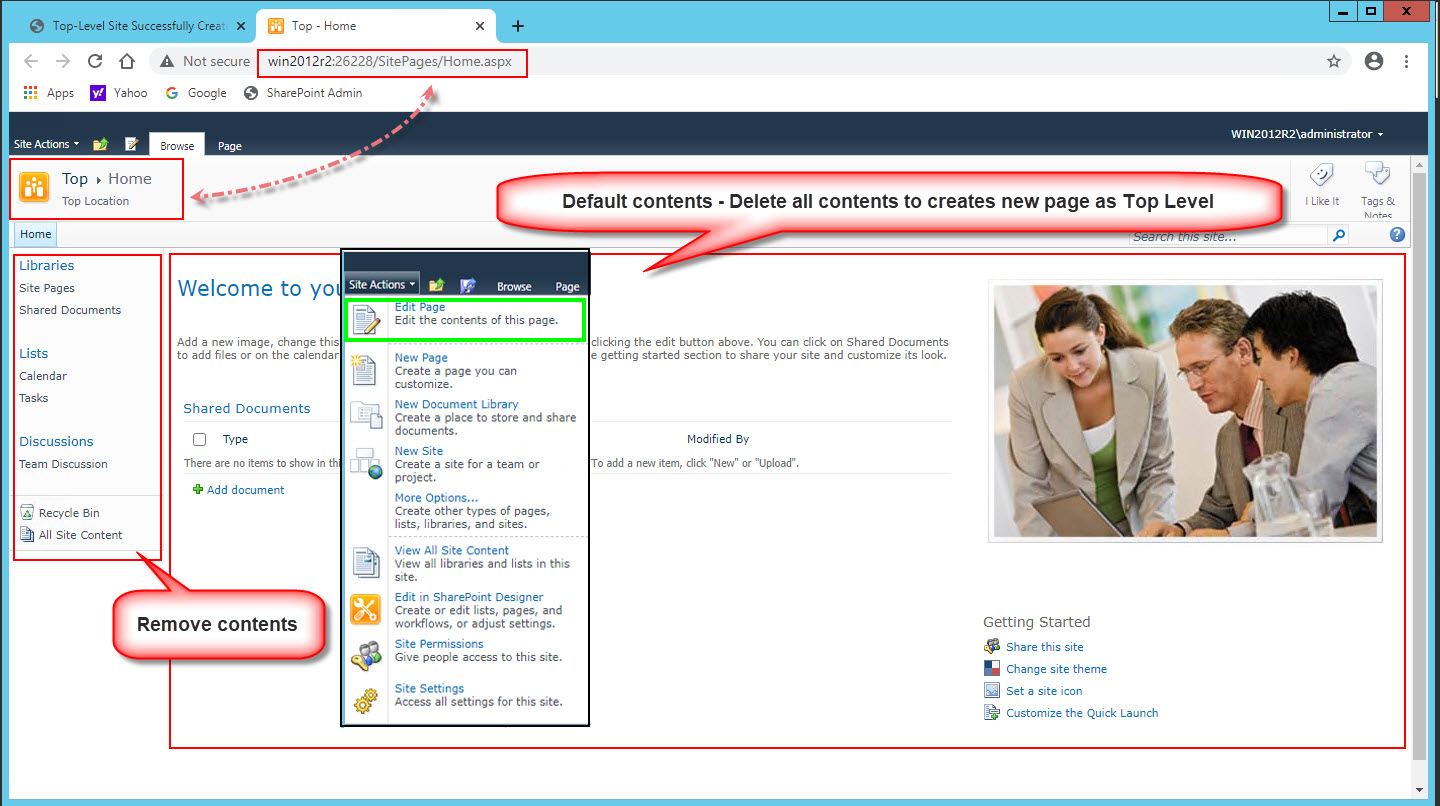 Top-Level Site Successfully Creat
Top - Home
Not secure
win2012r2:26228/SitePages/Home.aspx
Apps
Yahoo
Google
SharePoint Admin
Site Actions
Browse
Page
WIN2012R2\administrator
Top ▸ Home
Top Location
Default contents - Delete all contents to creates new page as Top Level
I Like It
Tags &
Notes
Home
Search this site...
Libraries
Site Pages
Shared Documents
Lists
Calendar
Tasks
Discussions
Team Discussion
Recycle Bin
All Site Content
Remove contents
Welcome to you
Add a new image, change this
clicking the edit button above. You can click on Shared Documents
to add files or on the calendar
e getting started section to share your site and customize its look.
Shared Documents
Type
Modified By
There are no items to show in thi
To add a new item, click "New" or "Upload".
Add document
Site Actions
Browse
Page
Edit Page
Edit the contents of this page.
New Page
Create a page you can
customize.
New Document Library
Create a place to store and share
documents.
New Site
Create a site for a team or
project.
More Options...
Create other types of pages,
lists, libraries, and sites.
View All Site Content
View all libraries and lists in this
site.
Edit in SharePoint Designer
Create or edit lists, pages, and
workflows, or adjust settings.
Site Permissions
Give people access to this site.
Site Settings
Access all settings for this site.
Getting Started
Share this site
Change site theme
Set a site icon
Customize the Quick Launch